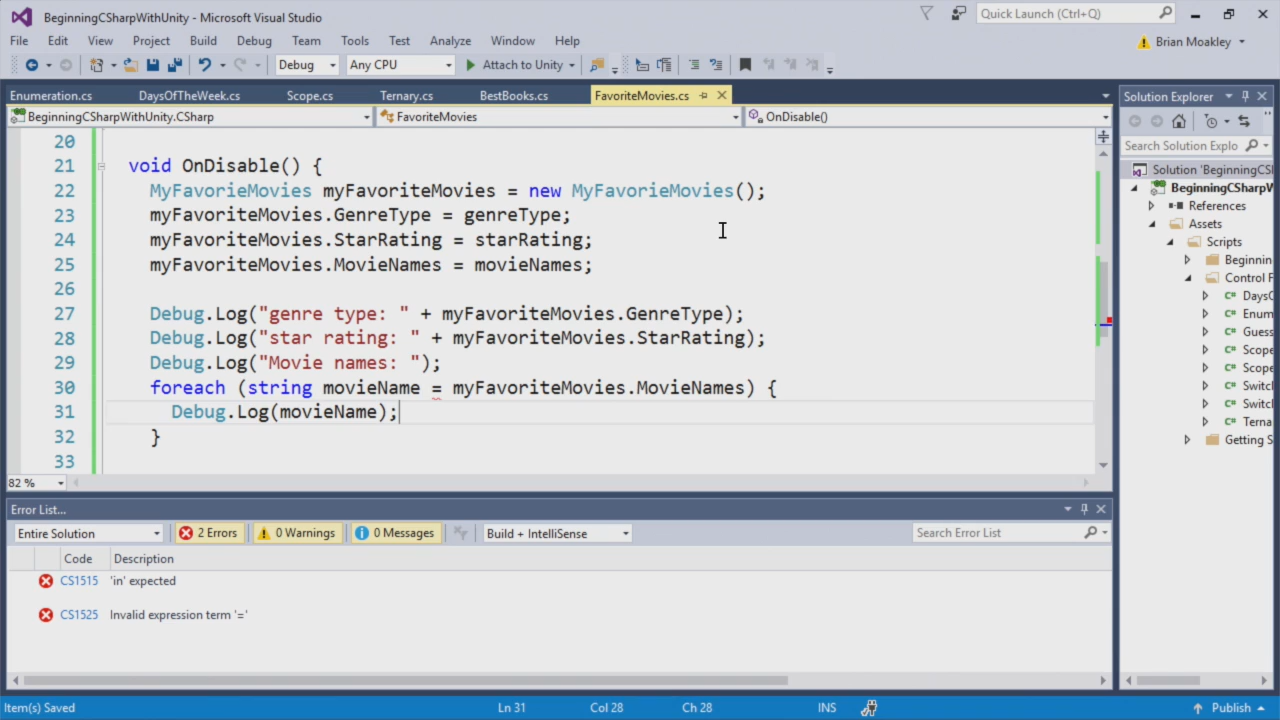 BeginningCSharpWithUnity - Microsoft Visual Studio
Quick Launch (Ctrl+Q)
File Edit View Project Build Debug Team Tools Test Analyze Window Help
Brian Moakley
Debug Any CPU Attach to Unity
Enumeration.cs DaysOfTheWeek.cs Scope.cs Ternary.cs BestBooks.cs FavoriteMovies.cs
BeginningCSharpWithUnity.CSharp FavoriteMovies OnDisable()
20
21 void OnDisable() {
22 MyFavorieMovies myFavoriteMovies = new MyFavorieMovies();
23 myFavoriteMovies.GenreType = genreType;
24 myFavoriteMovies.StarRating = starRating;
25 myFavoriteMovies.MovieNames = movieNames;
26
27 Debug.Log("genre type: " + myFavoriteMovies.GenreType);
28 Debug.Log("star rating: " + myFavoriteMovies.StarRating);
29 Debug.Log("Movie names: ");
30 foreach (string movieName = myFavoriteMovies.MovieNames) {
31 Debug.Log(movieName);
32 }
33
82 %
Solution Explorer
Search Solution Explo
Solution 'BeginningCS
BeginningCSharpW
References
Assets
Scripts
Beginnin
Control F
DaysO
Enum
Guess
Scope
Scope
Switc
Switc
Terna
Getting S
Error List...
Entire Solution 2 Errors 0 Warnings 0 Messages Build + IntelliSense Search Error List
Code Description
CS1515 'in' expected
CS1525 Invalid expression term '='
Item(s) Saved Ln 31 Col 28 Ch 28 INS Publish